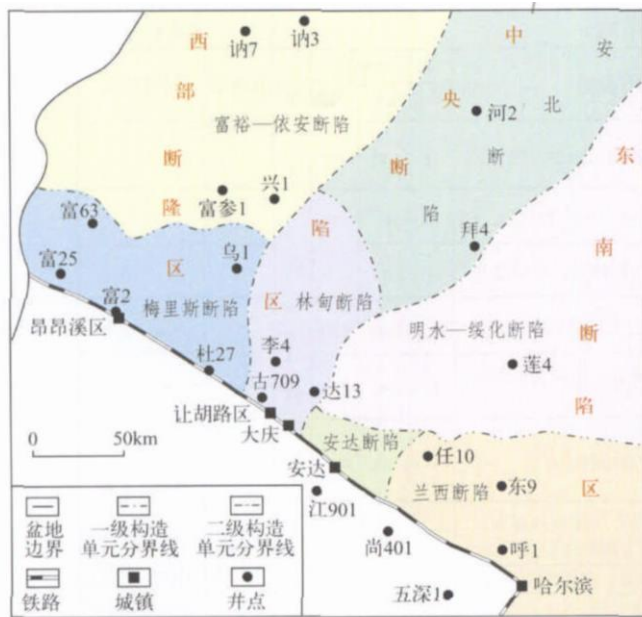 西部断隆区
中央断陷区
东南断陷区
讷7
讷3
富裕—依安断陷
安北断陷
河2
富参1
兴1
富63
富25
富2
乌1
拜4
昂昂溪区
梅里斯断陷
林甸断陷
明水—绥化断陷
杜27
李4
莲4
古709
达13
让胡路区
大庆
0 50km
安达断陷
任10
安达
兰西断陷
东9
江901
尚401
呼1
五深1
哈尔滨
盆地边界
一级构造单元分界线
二级构造单元分界线
铁路
城镇
井点